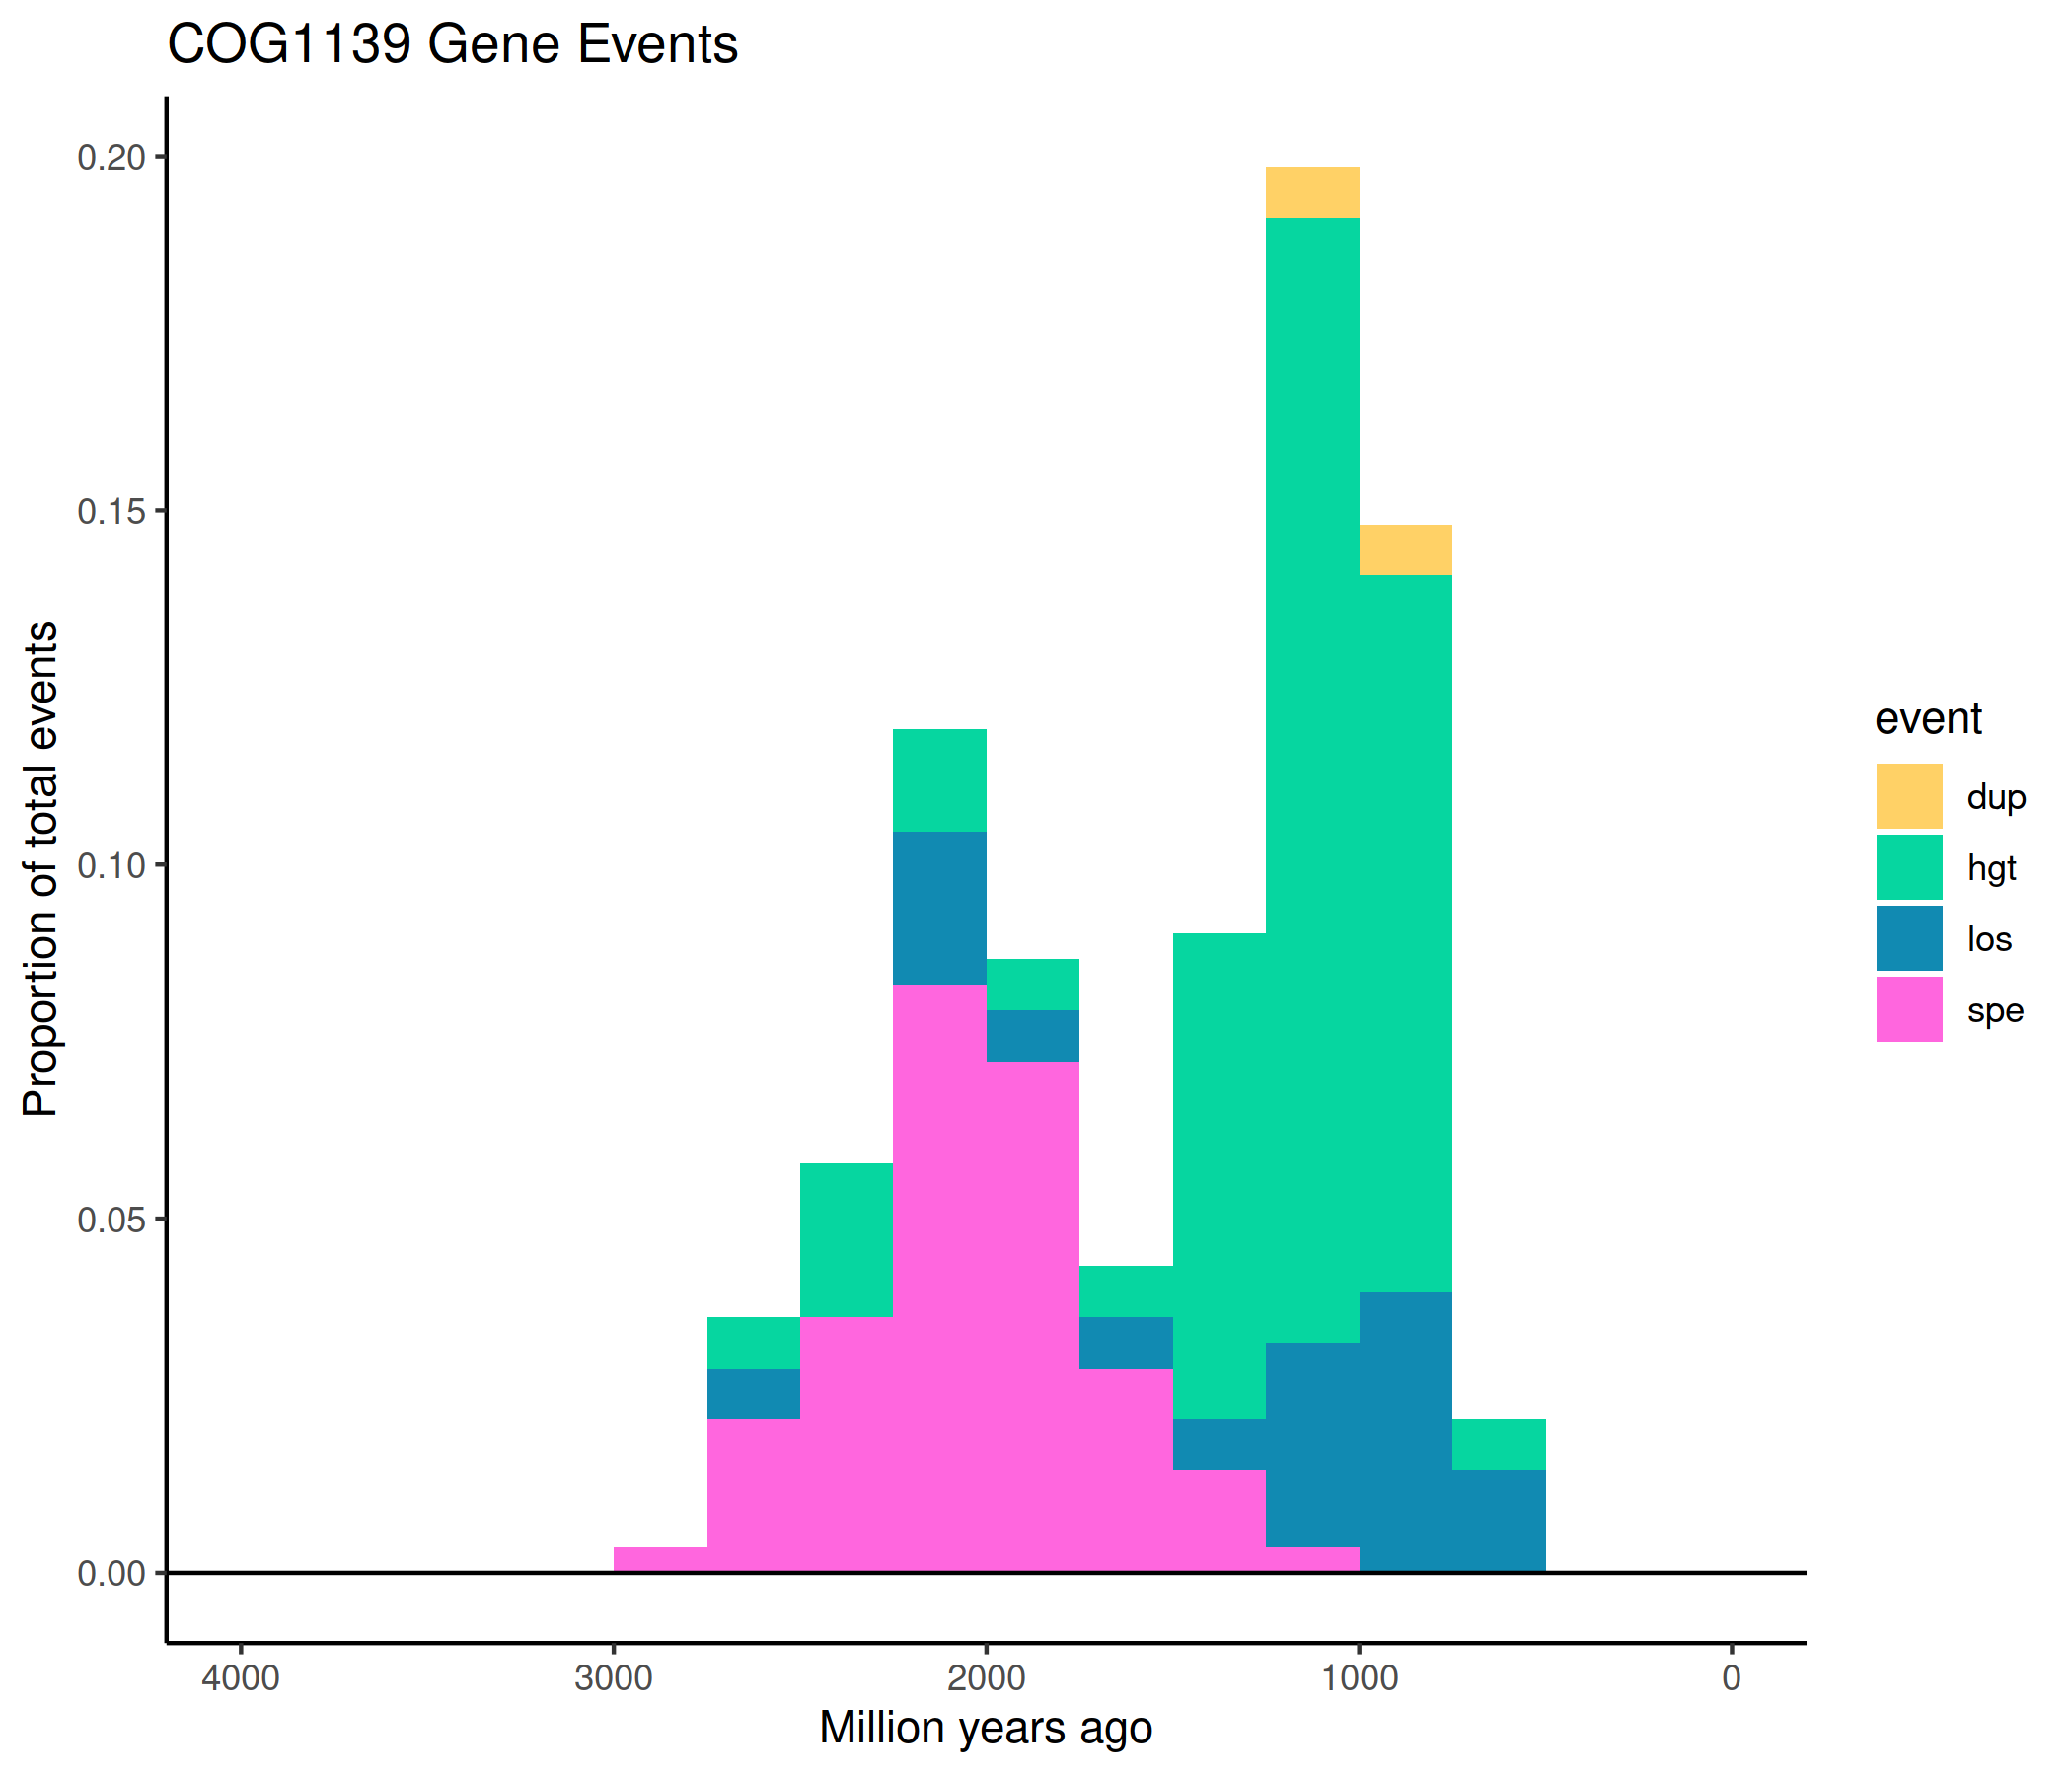 COG1139 Gene Events
Proportion of total events
0.20
0.15
0.10
0.05
0.00
4000 3000 2000 1000 0
Million years ago
event
dup
hgt
los
spe